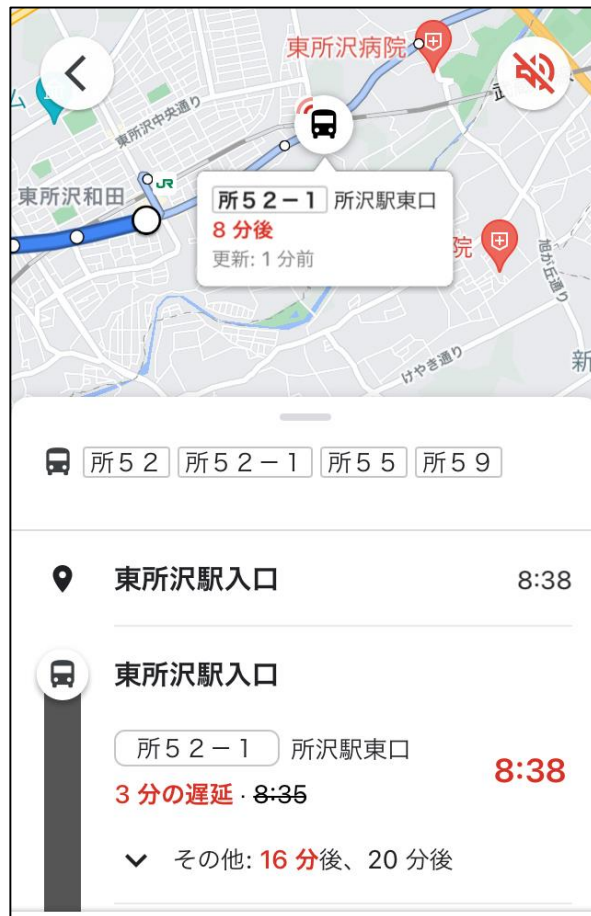 東所沢病院
ム
東所沢中央通り
武
JR
東所沢和田
所５２－１ 所沢駅東口
8 分後
更新: 1 分前
院
旭が丘通り
けやき通り
新
所５２ 所５２－１ 所５５ 所５９
東所沢駅入口 8:38
東所沢駅入口
所５２－１ 所沢駅東口
8:38
3 分の遅延 · 8:35
その他: 16 分後、20 分後